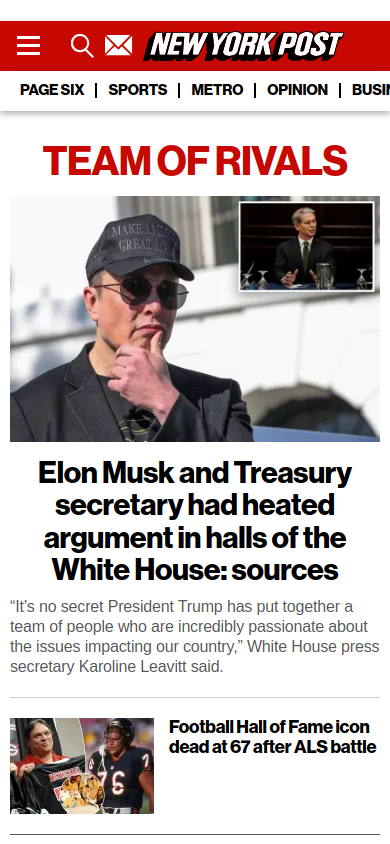 NEW YORK POST
PAGE SIX
SPORTS
METRO
OPINION
BUSI
TEAM OF RIVALS
MAKE AMERICA
GREAT AGAIN
Elon Musk and Treasury
secretary had heated
argument in halls of the
White House: sources
“It’s no secret President Trump has put together a
team of people who are incredibly passionate about
the issues impacting our country,” White House press
secretary Karoline Leavitt said.
76
Football Hall of Fame icon
dead at 67 after ALS battle